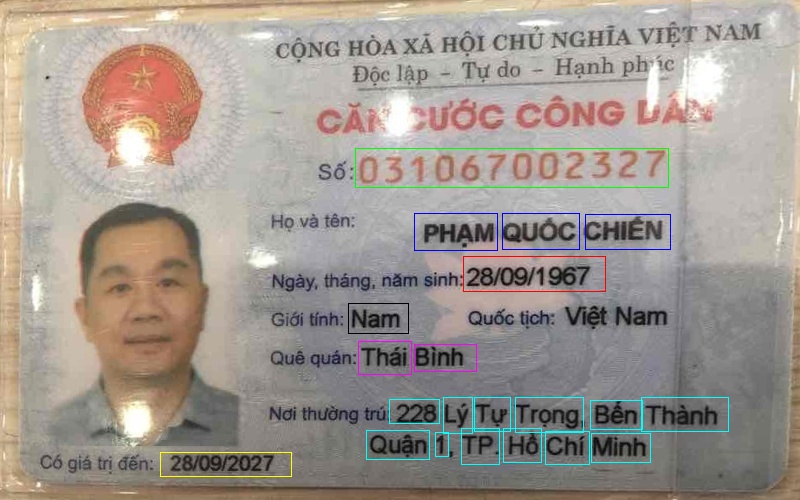 CỘNG HÒA XÃ HỘI CHỦ NGHĨA VIỆT NAM
Độc lập - Tự do - Hạnh phúc
CĂN CƯỚC CÔNG DÂN
Số: 031067002327
Họ và tên: PHẠM QUỐC CHIẾN
Ngày, tháng, năm sinh: 28/09/1967
Giới tính: Nam Quốc tịch: Việt Nam
Quê quán: Thái Bình
Nơi thường trú: 228 Lý Tự Trọng, Bến Thành
Quận 1, TP. Hồ Chí Minh
Có giá trị đến: 28/09/2027